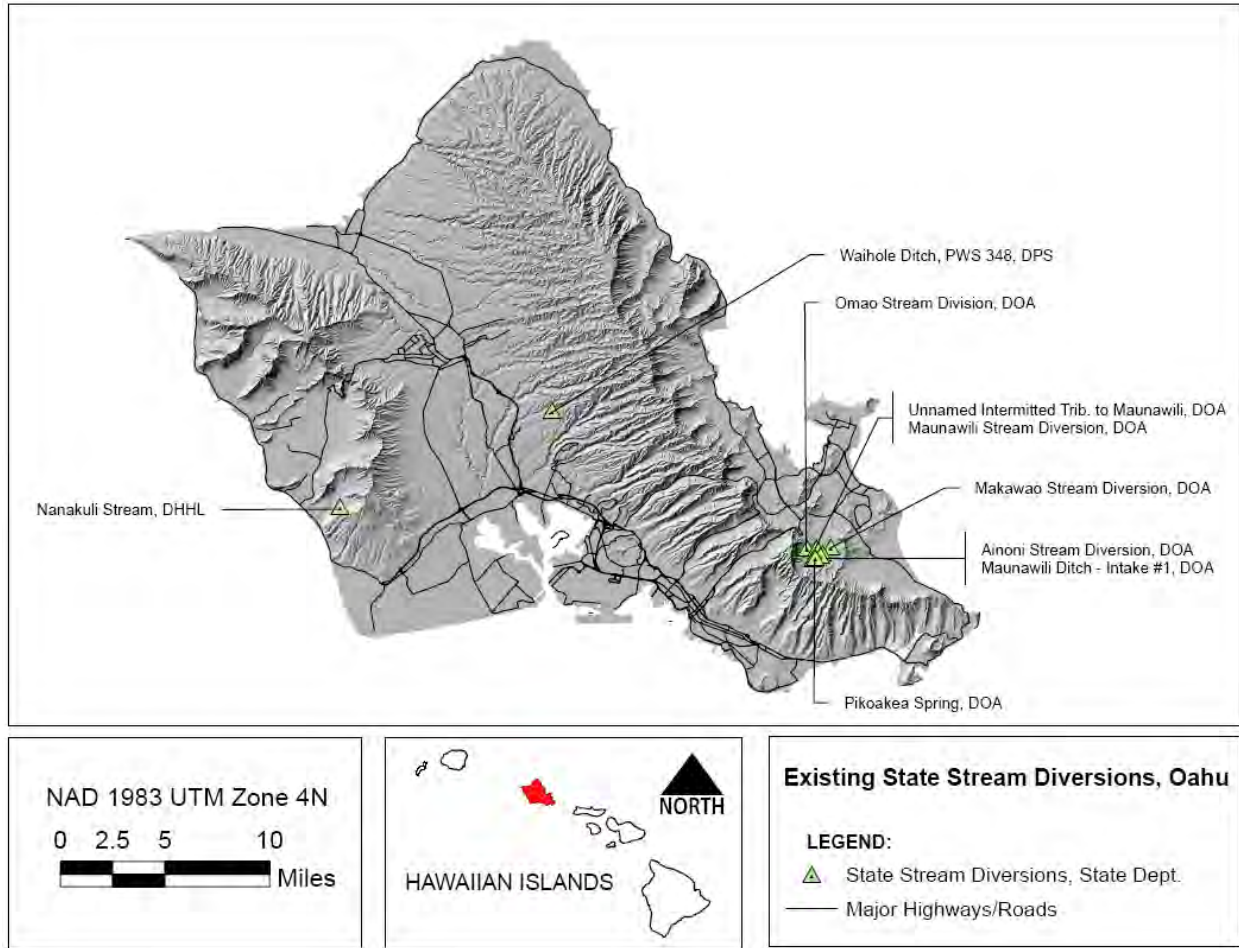 Waihole Ditch, PWS 348, DPS
Omao Stream Division, DOA
Unnamed Intermitted Trib. to Maunawili, DOA
Maunawili Stream Diversion, DOA
Makawao Stream Diversion, DOA
Nanakuli Stream, DHHL
Ainoni Stream Diversion, DOA
Maunawili Ditch - Intake #1, DOA
Pikoakea Spring, DOA
NAD 1983 UTM Zone 4N
0 2.5 5 10
Miles
NORTH
HAWAIIAN ISLANDS
Existing State Stream Diversions, Oahu
LEGEND:
State Stream Diversions, State Dept.
Major Highways/Roads